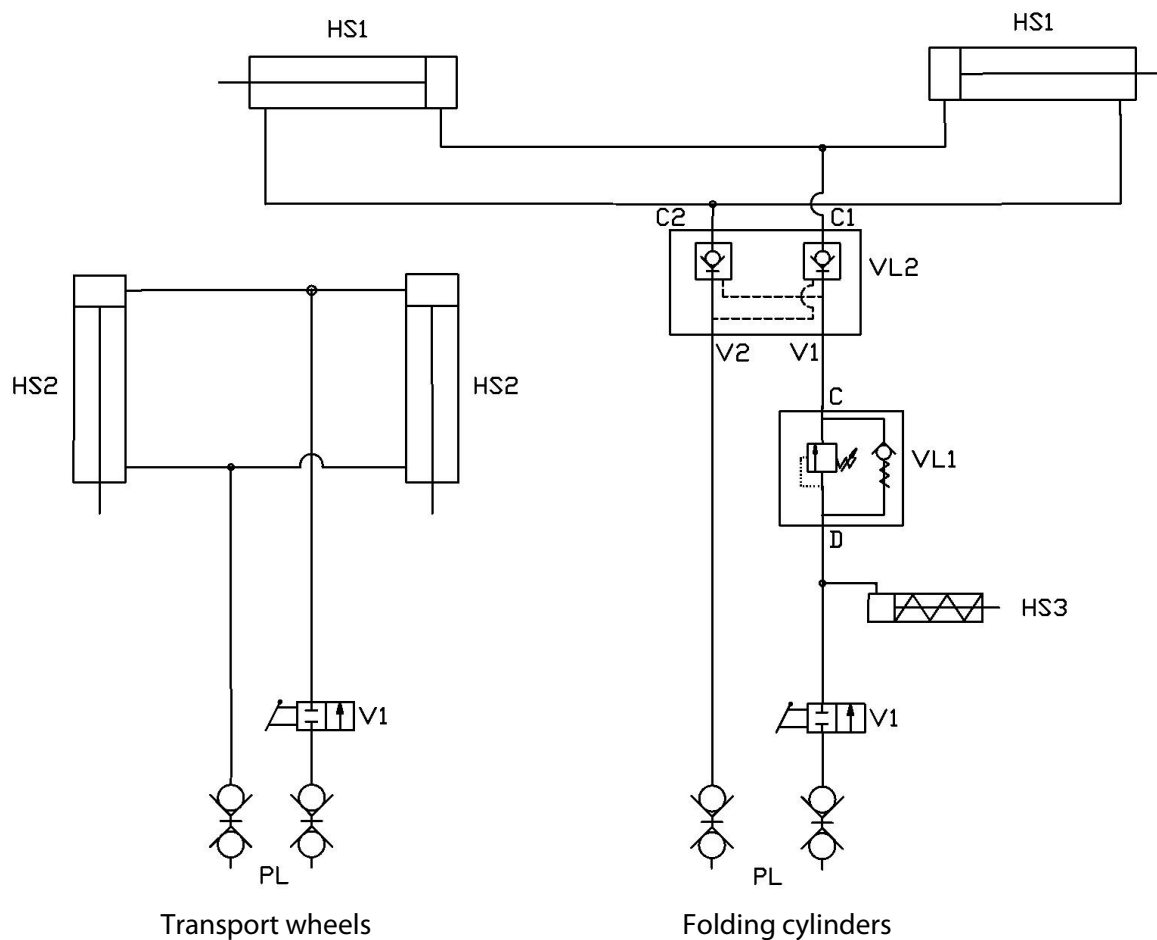 HS1
HS1
C2
C1
VL2
V2
V1
HS2
HS2
C
VL1
D
HS3
V1
V1
PL
PL
Transport wheels
Folding cylinders